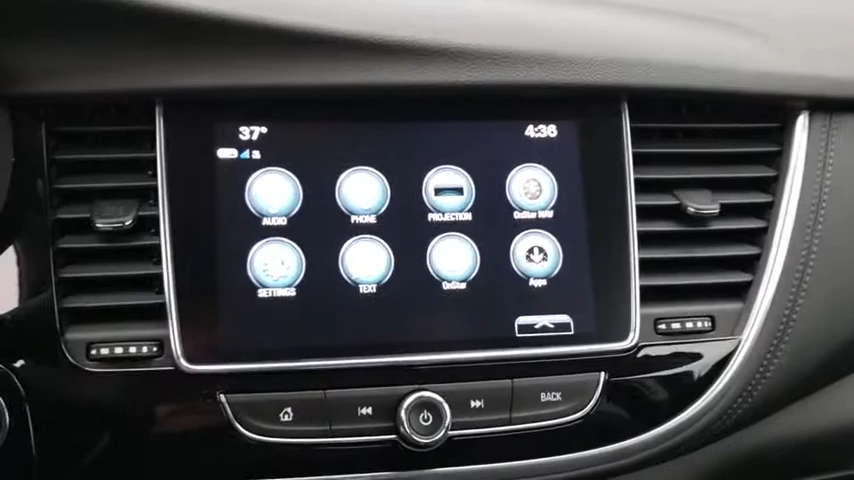 37°
4:36
AUDIO
PHONE
PROJECTION
OnStar NAV
SETTINGS
TEXT
OnStar
Apps
BACK